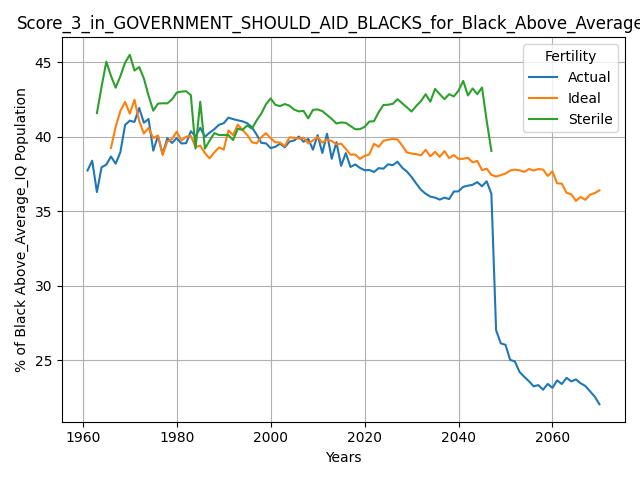 Score_3_in_GOVERNMENT_SHOULD_AID_BLACKS_for_Black_Above_Average
45
40
35
30
25
% of Black Above_Average_IQ Population
Fertility
Actual
Ideal
Sterile
1960 1980 2000 2020 2040 2060
Years